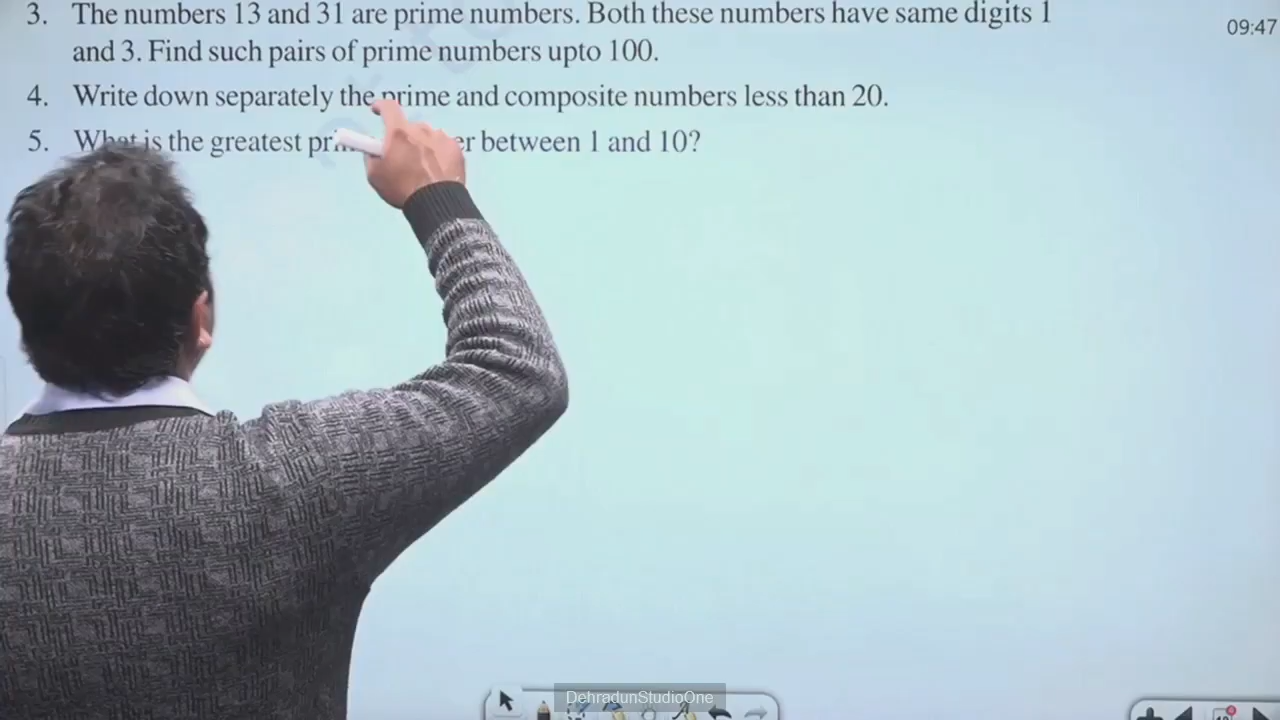 3. The numbers 13 and 31 are prime numbers. Both these numbers have same digits 1
09:47
and 3. Find such pairs of prime numbers upto 100.
4. Write down separately the prime and composite numbers less than 20.
5. What is the greatest between 1 and 10?
DehradunStudioOne